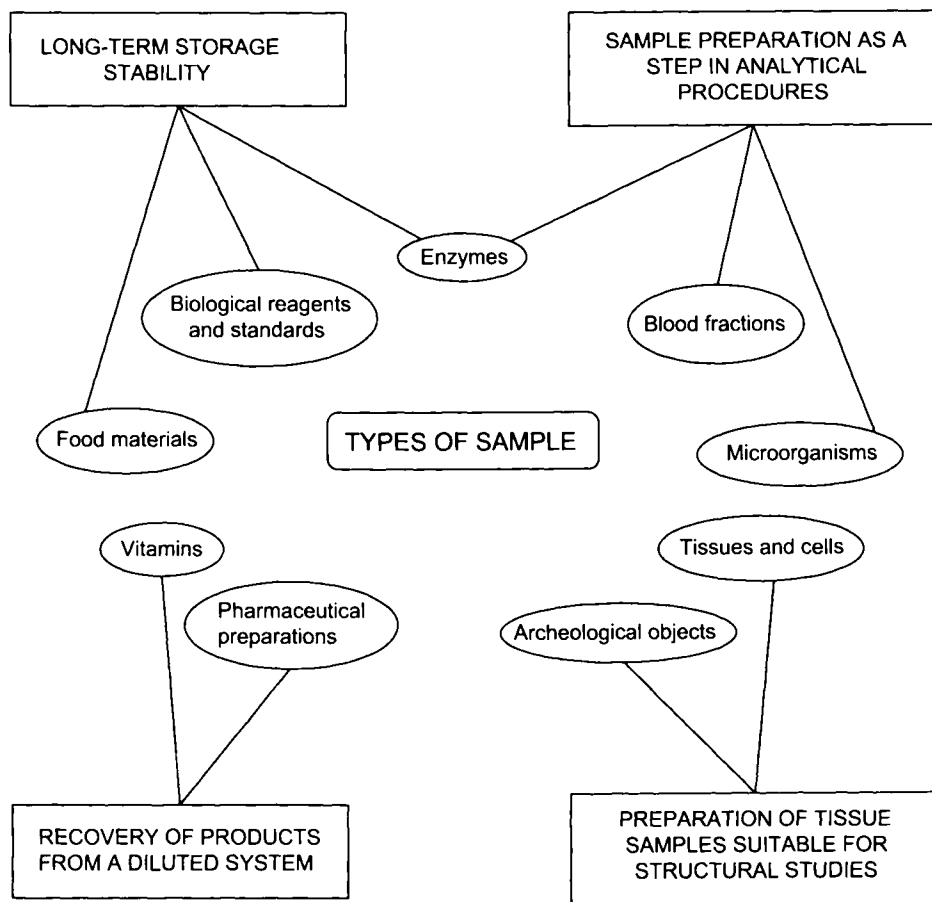 LONG-TERM STORAGE
STABILITY
SAMPLE PREPARATION AS A
STEP IN ANALYTICAL
PROCEDURES
Enzymes
Biological reagents
and standards
Blood fractions
Food materials
TYPES OF SAMPLE
Microorganisms
Vitamins
Tissues and cells
Pharmaceutical
preparations
Archeological objects
RECOVERY OF PRODUCTS
FROM A DILUTED SYSTEM
PREPARATION OF TISSUE
SAMPLES SUITABLE FOR
STRUCTURAL STUDIES